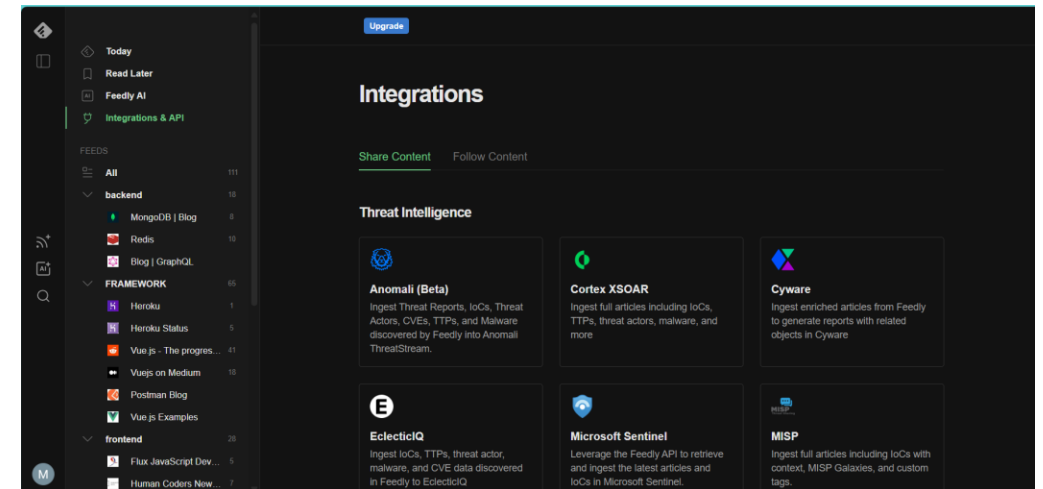 Upgrade
Today
Read Later
Feedly AI
Integrations & API
FEEDS
All 111
backend 18
MongoDB | Blog 8
Redis 10
Blog | GraphQL
FRAMEWORK 65
Heroku 1
Heroku Status 5
Vue.js - The progres... 41
Vuejs on Medium 18
Postman Blog
Vue.js Examples
frontend 28
Flux JavaScript Dev... 5
Human Coders New... 7
AI
AI
M
Integrations
Share Content Follow Content
Threat Intelligence
Anomali (Beta)
Ingest Threat Reports, IoCs, Threat
Actors, CVEs, TTPs, and Malware
discovered by Feedly into Anomali
ThreatStream.
Cortex XSOAR
Ingest full articles including IoCs,
TTPs, threat actors, malware, and
more
Cyware
Ingest enriched articles from Feedly
to generate reports with related
objects in Cyware
EclecticIQ
Ingest IoCs, TTPs, threat actor,
malware, and CVE data discovered
in Feedly to EclecticIQ
Microsoft Sentinel
Leverage the Feedly API to retrieve
and ingest the latest articles and
IoCs in Microsoft Sentinel.
MISP
MISP
Ingest full articles including IoCs with
context, MISP Galaxies, and custom
tags.